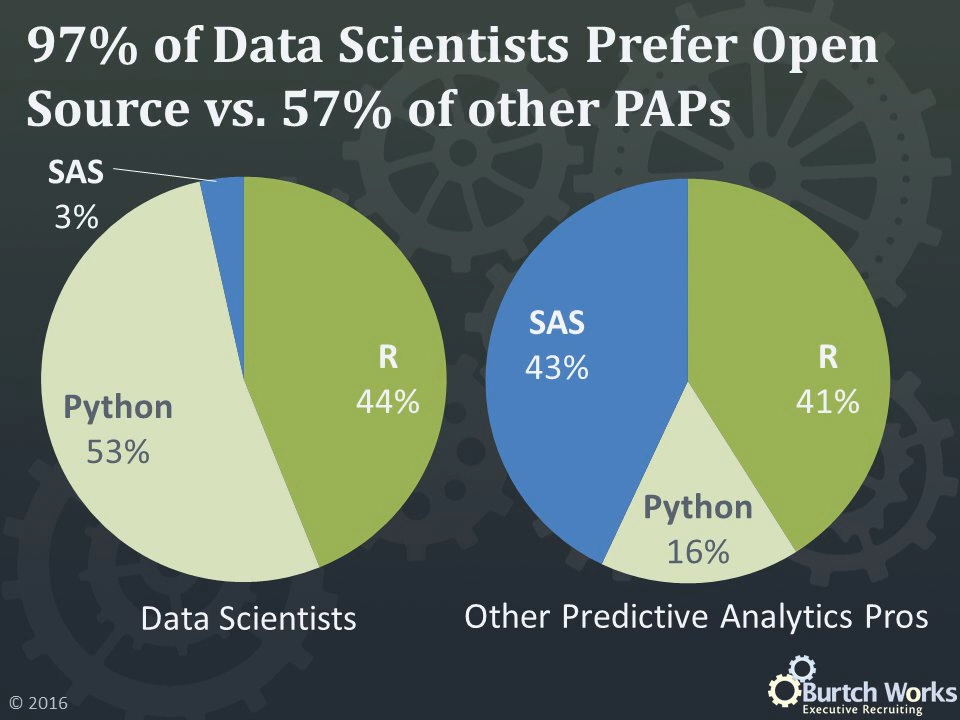 97% of Data Scientists Prefer Open
Source vs. 57% of other PAPs
SAS
3%
R
44%
Python
53%
Data Scientists
SAS
43%
R
41%
Python
16%
Other Predictive Analytics Pros
© 2016
Burtch Works
Executive Recruiting